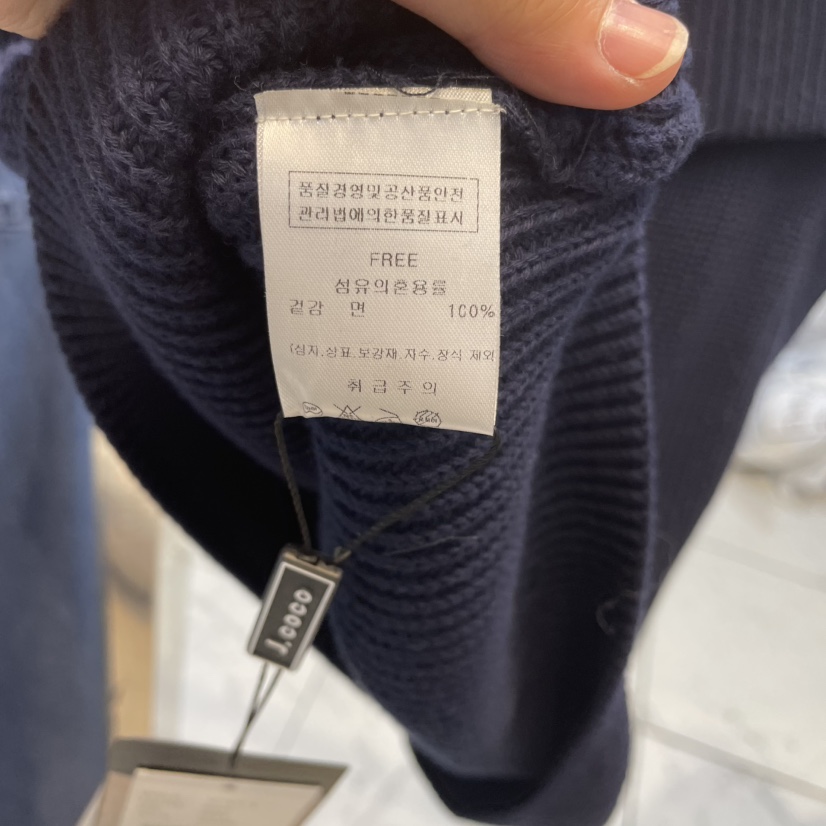 품질경영및공산품안전
관리법에의한품질표시
FREE
섬유의혼용률
겉감 면 100%
(심지.상표.보강재.자수.장식 제외
취급주의
J.COCO